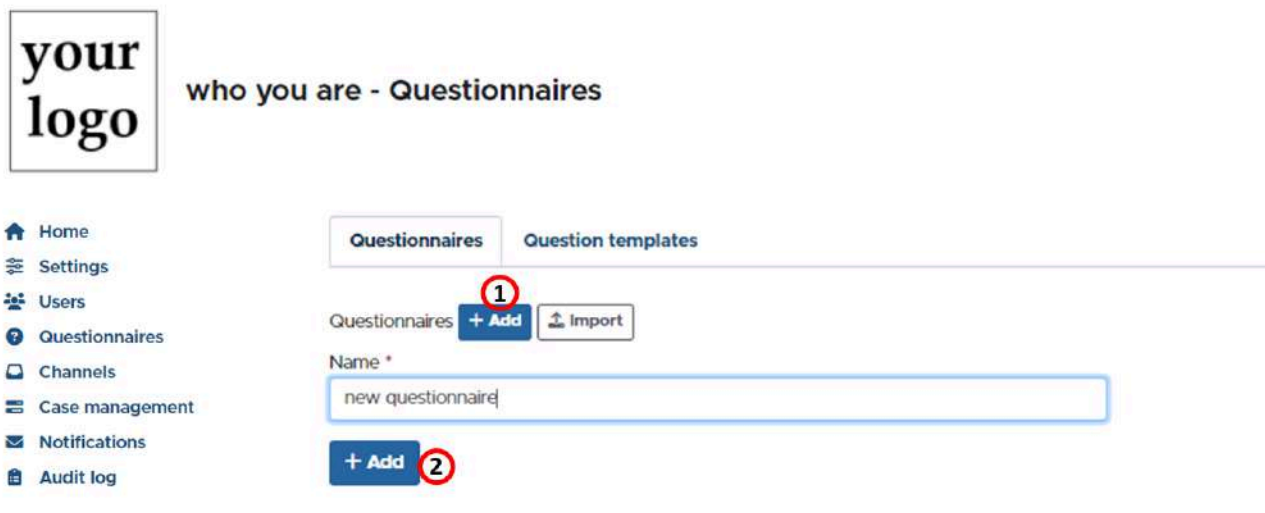 your
logo
who you are - Questionnaires
Home
Settings
Users
Questionnaires
Channels
Case management
Notifications
Audit log
Questionnaires
Question templates
1
Questionnaires + Add Import
Name *
new questionnaire
+ Add 2